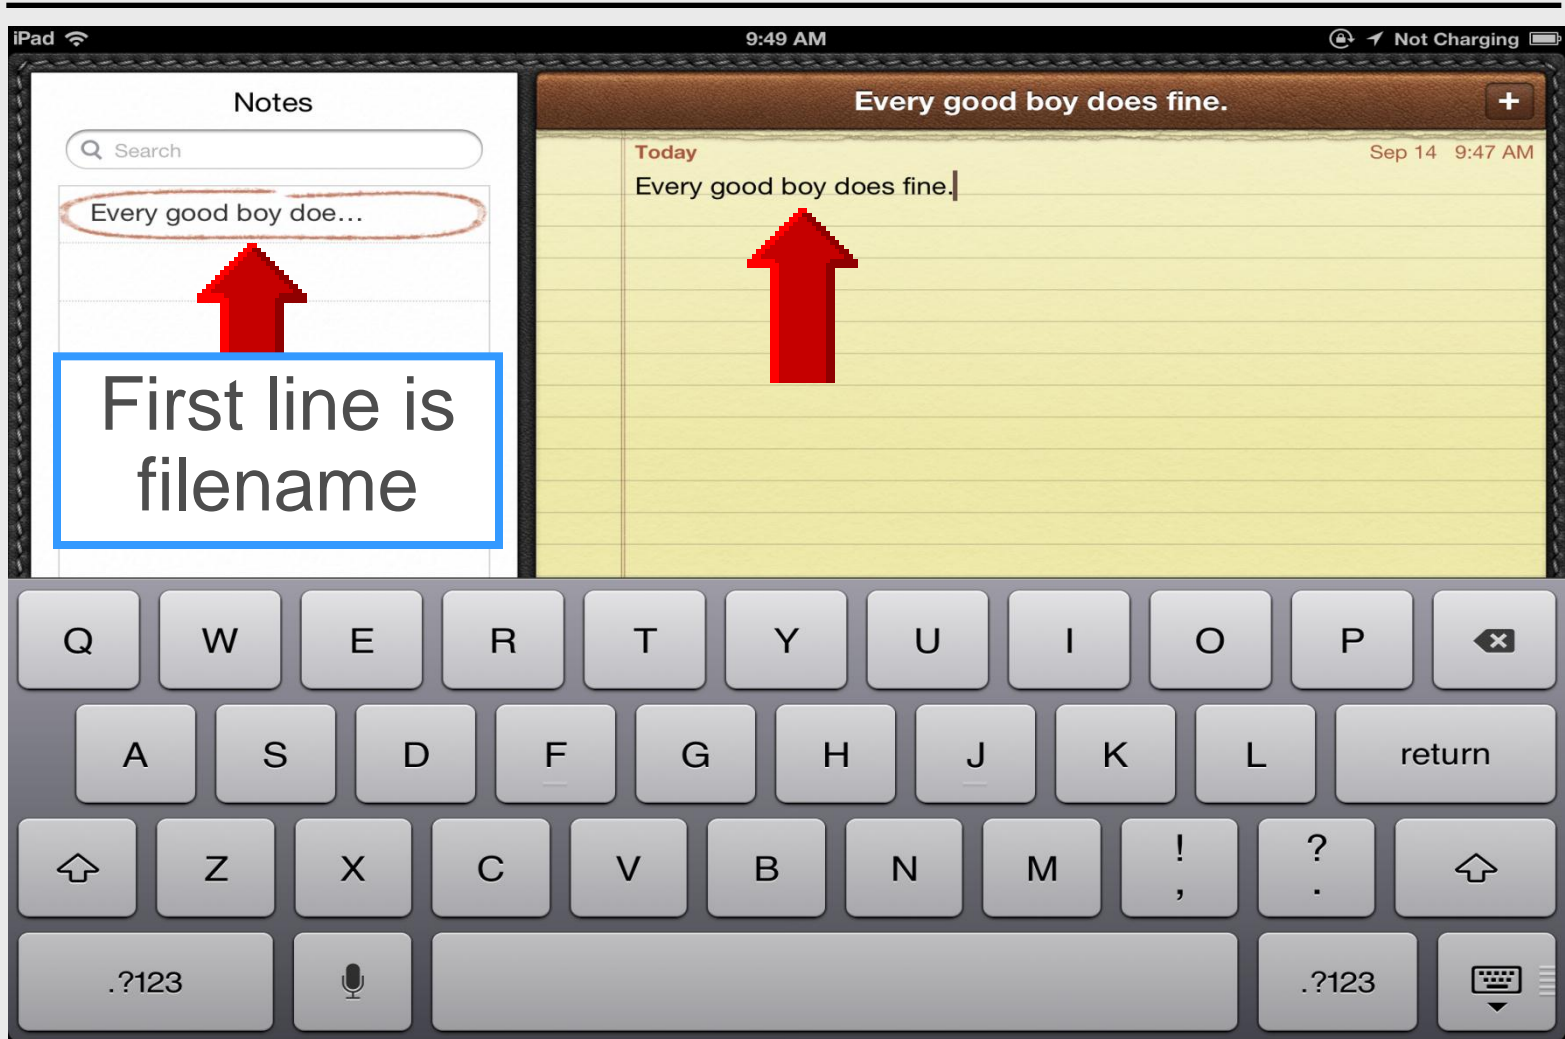 iPad 9:49 AM Not Charging
Notes
Every good boy does fine.
+
Search
Today Sep 14 9:47 AM
Every good boy does fine.
Every good boy doe...
First line is
filename
Q W E R T Y U I O P
A S D F G H J K L return
Z X C V B N M ! , ? .
.?123 .?123